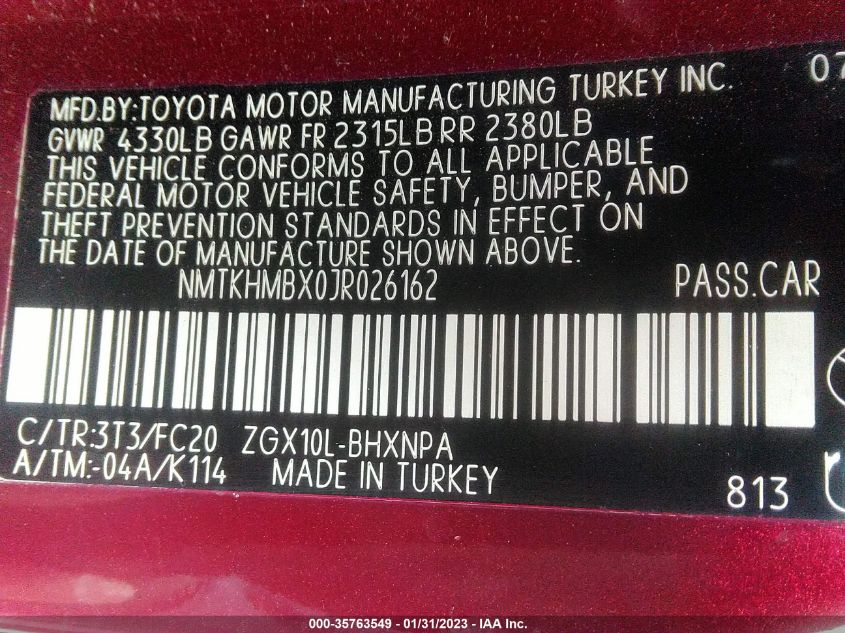 MFD.BY:TOYOTA MOTOR MANUFACTURING TURKEY INC. 07
GVWR 4330LB GAWR FR 2315LB RR 2380LB
THIS VEHICLE CONFORMS TO ALL APPLICABLE
FEDERAL MOTOR VEHICLE SAFETY, BUMPER, AND
THEFT PREVENTION STANDARDS IN EFFECT ON
THE DATE OF MANUFACTURE SHOWN ABOVE.
NMTKHMBX0JR026162 PASS.CAR
C/TR:3T3/FC20 ZGX10L-BHXNPA
A/TM:-04A/K114 MADE IN TURKEY 813
000-35763549 - 01/31/2023 - IAA Inc.